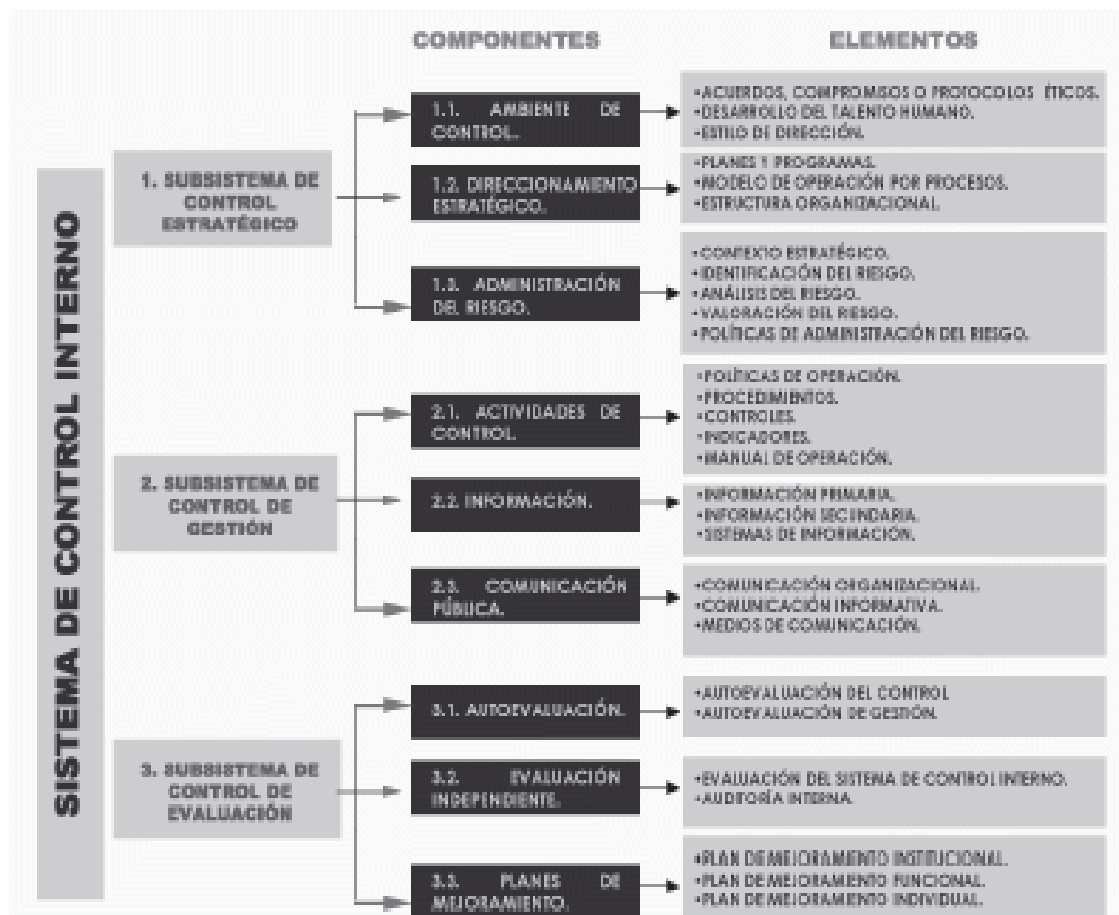 COMPONENTES
ELEMENTOS
SISTEMA DE CONTROL INTERNO
1. SUBSISTEMA DE
CONTROL
ESTRATÉGICO
1.1. AMBIENTE DE
CONTROL.
•ACUERDOS, COMPROMISOS O PROTOCOLOS ÉTICOS.
•DESARROLLO DEL TALENTO HUMANO.
•ESTILO DE DIRECCIÓN.
1.2. DIRECCIONAMIENTO
ESTRATÉGICO.
•PLANES Y PROGRAMAS.
•MODELO DE OPERACIÓN POR PROCESOS.
•ESTRUCTURA ORGANIZACIONAL.
1.3. ADMINISTRACIÓN
DEL RIESGO.
•CONTEXTO ESTRATÉGICO.
•IDENTIFICACIÓN DEL RIESGO.
•ANÁLISIS DEL RIESGO.
•VALORACIÓN DEL RIESGO.
•POLÍTICAS DE ADMINISTRACIÓN DEL RIESGO.
2. SUBSISTEMA DE
CONTROL DE
GESTIÓN
2.1. ACTIVIDADES DE
CONTROL.
•POLÍTICAS DE OPERACIÓN.
•PROCEDIMIENTOS.
•CONTROLES.
•INDICADORES.
•MANUAL DE OPERACIÓN.
2.2. INFORMACIÓN.
•INFORMACIÓN PRIMARIA.
•INFORMACIÓN SECUNDARIA.
•SISTEMAS DE INFORMACIÓN.
2.3. COMUNICACIÓN
PÚBLICA.
•COMUNICACIÓN ORGANIZACIONAL.
•COMUNICACIÓN INFORMATIVA.
•MEDIOS DE COMUNICACIÓN.
3. SUBSISTEMA DE
CONTROL DE
EVALUACIÓN
3.1. AUTOEVALUACIÓN.
•AUTOEVALUACIÓN DEL CONTROL
•AUTOEVALUACIÓN DE GESTIÓN.
3.2. EVALUACIÓN
INDEPENDIENTE.
•EVALUACIÓN DEL SISTEMA DE CONTROL INTERNO.
•AUDITORÍA INTERNA.
3.3. PLANES DE
MEJORAMIENTO.
•PLAN DE MEJORAMIENTO INSTITUCIONAL.
•PLAN DE MEJORAMIENTO FUNCIONAL.
•PLAN DE MEJORAMIENTO INDIVIDUAL.